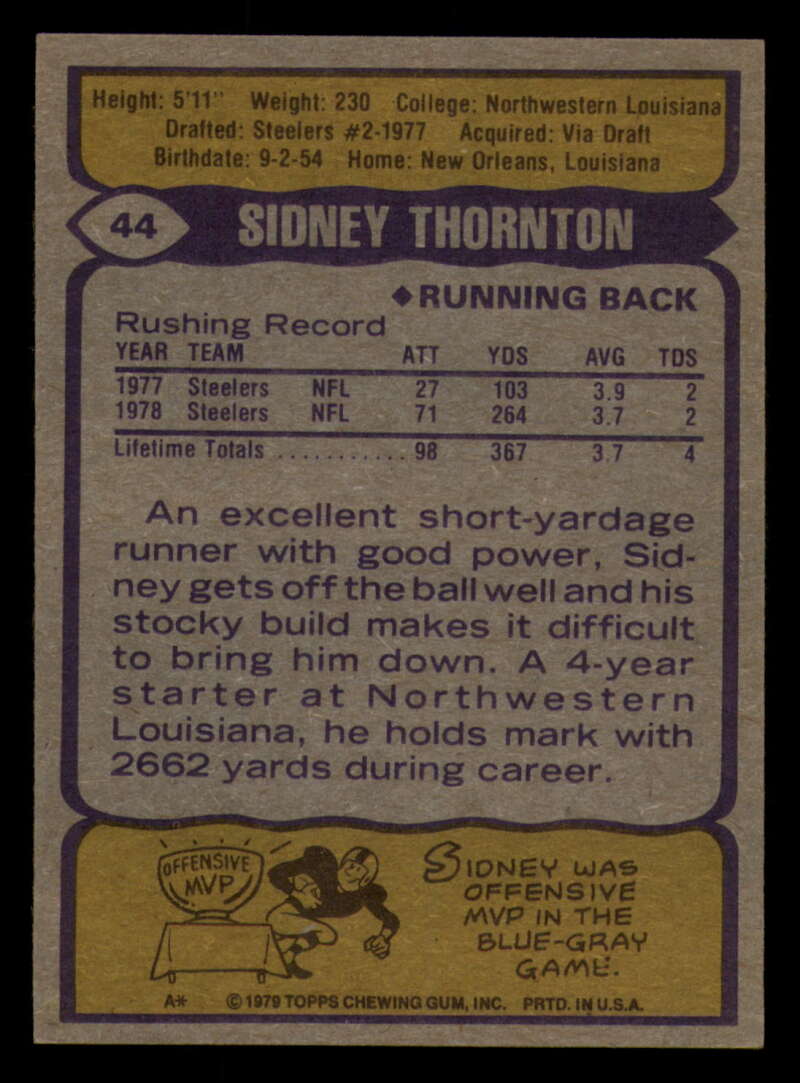 Height: 5'11" Weight: 230 College: Northwestern Louisiana
Drafted: Steelers #2-1977 Acquired: Via Draft
Birthdate: 9-2-54 Home: New Orleans, Louisiana
44 SIDNEY THORNTON
◆RUNNING BACK
Rushing Record
YEAR TEAM ATT YDS AVG TDS
1977 Steelers NFL 27 103 3.9 2
1978 Steelers NFL 71 264 3.7 2
Lifetime Totals ............ 98 367 3.7 4
An excellent short-yardage
runner with good power, Sid-
ney gets off the ball well and his
stocky build makes it difficult
to bring him down. A 4-year
starter at Northwestern
Louisiana, he holds mark with
2662 yards during career.
OFFENSIVE
MVP
SIDNEY WAS
OFFENSIVE
MVP IN THE
BLUE-GRAY
GAME.
A* © 1979 TOPPS CHEWING GUM, INC. PRTD. IN U.S.A.